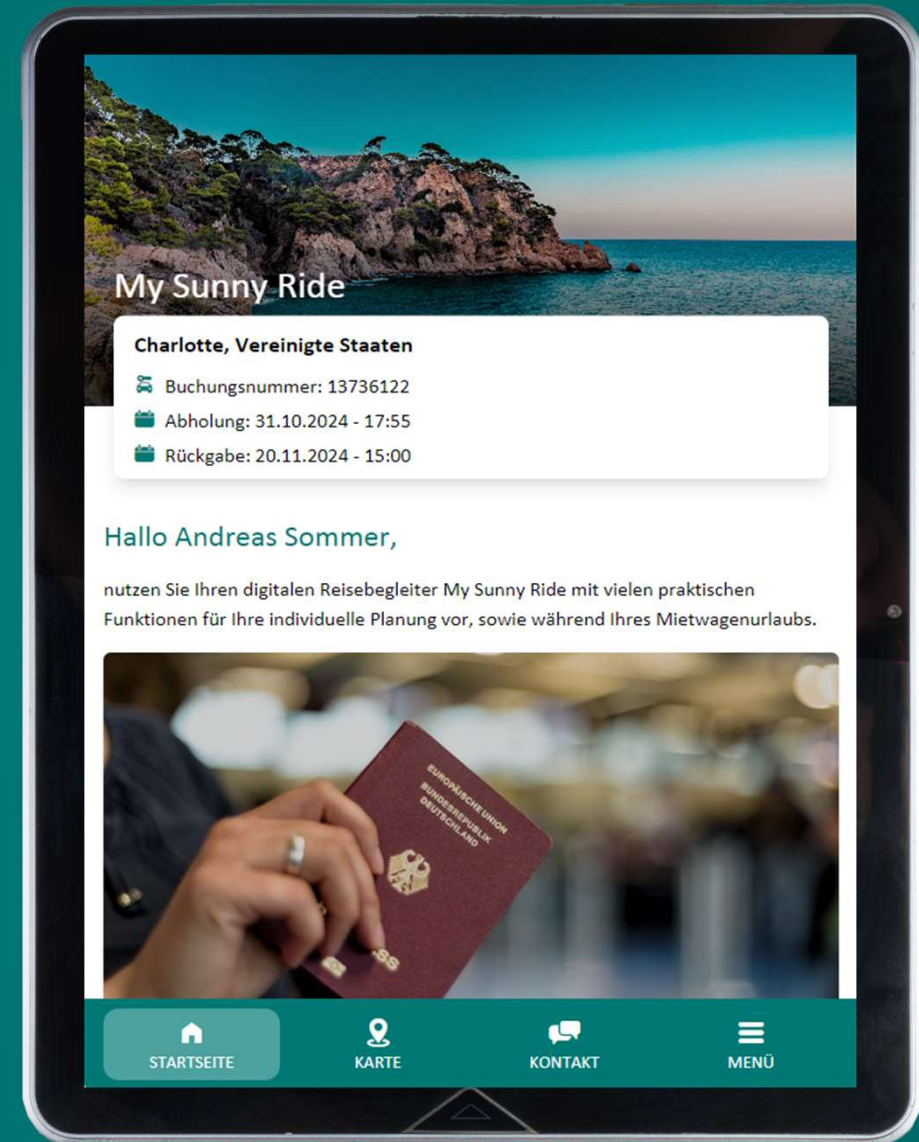 My Sunny Ride
Charlotte, Vereinigte Staaten
Buchungsnummer: 13736122
Abholung: 31.10.2024 - 17:55
Rückgabe: 20.11.2024 - 15:00
Hallo Andreas Sommer,
nutzen Sie Ihren digitalen Reisebegleiter My Sunny Ride mit vielen praktischen
Funktionen für Ihre individuelle Planung vor, sowie während Ihres Mietwagenurlaubs.
EUROPÄISCHE UNION
BUNDESREPUBLIK
DEUTSCHLAND
STARTSEITE
KARTE
KONTAKT
MENÜ